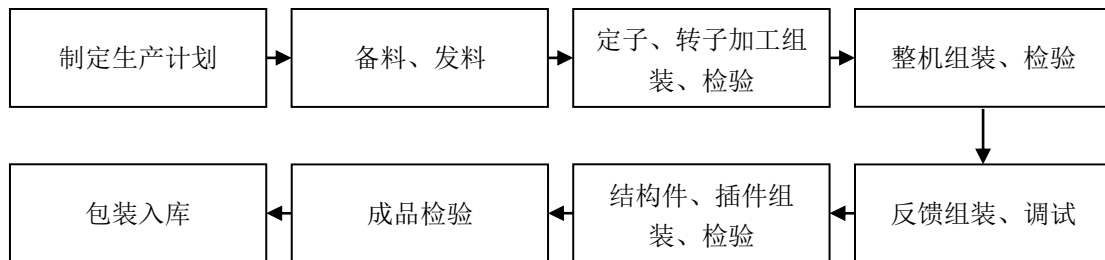 制定生产计划
备料、发料
定子、转子加工组
装、检验
整机组装、检验
包装入库
成品检验
结构件、插件组
装、检验
反馈组装、调试